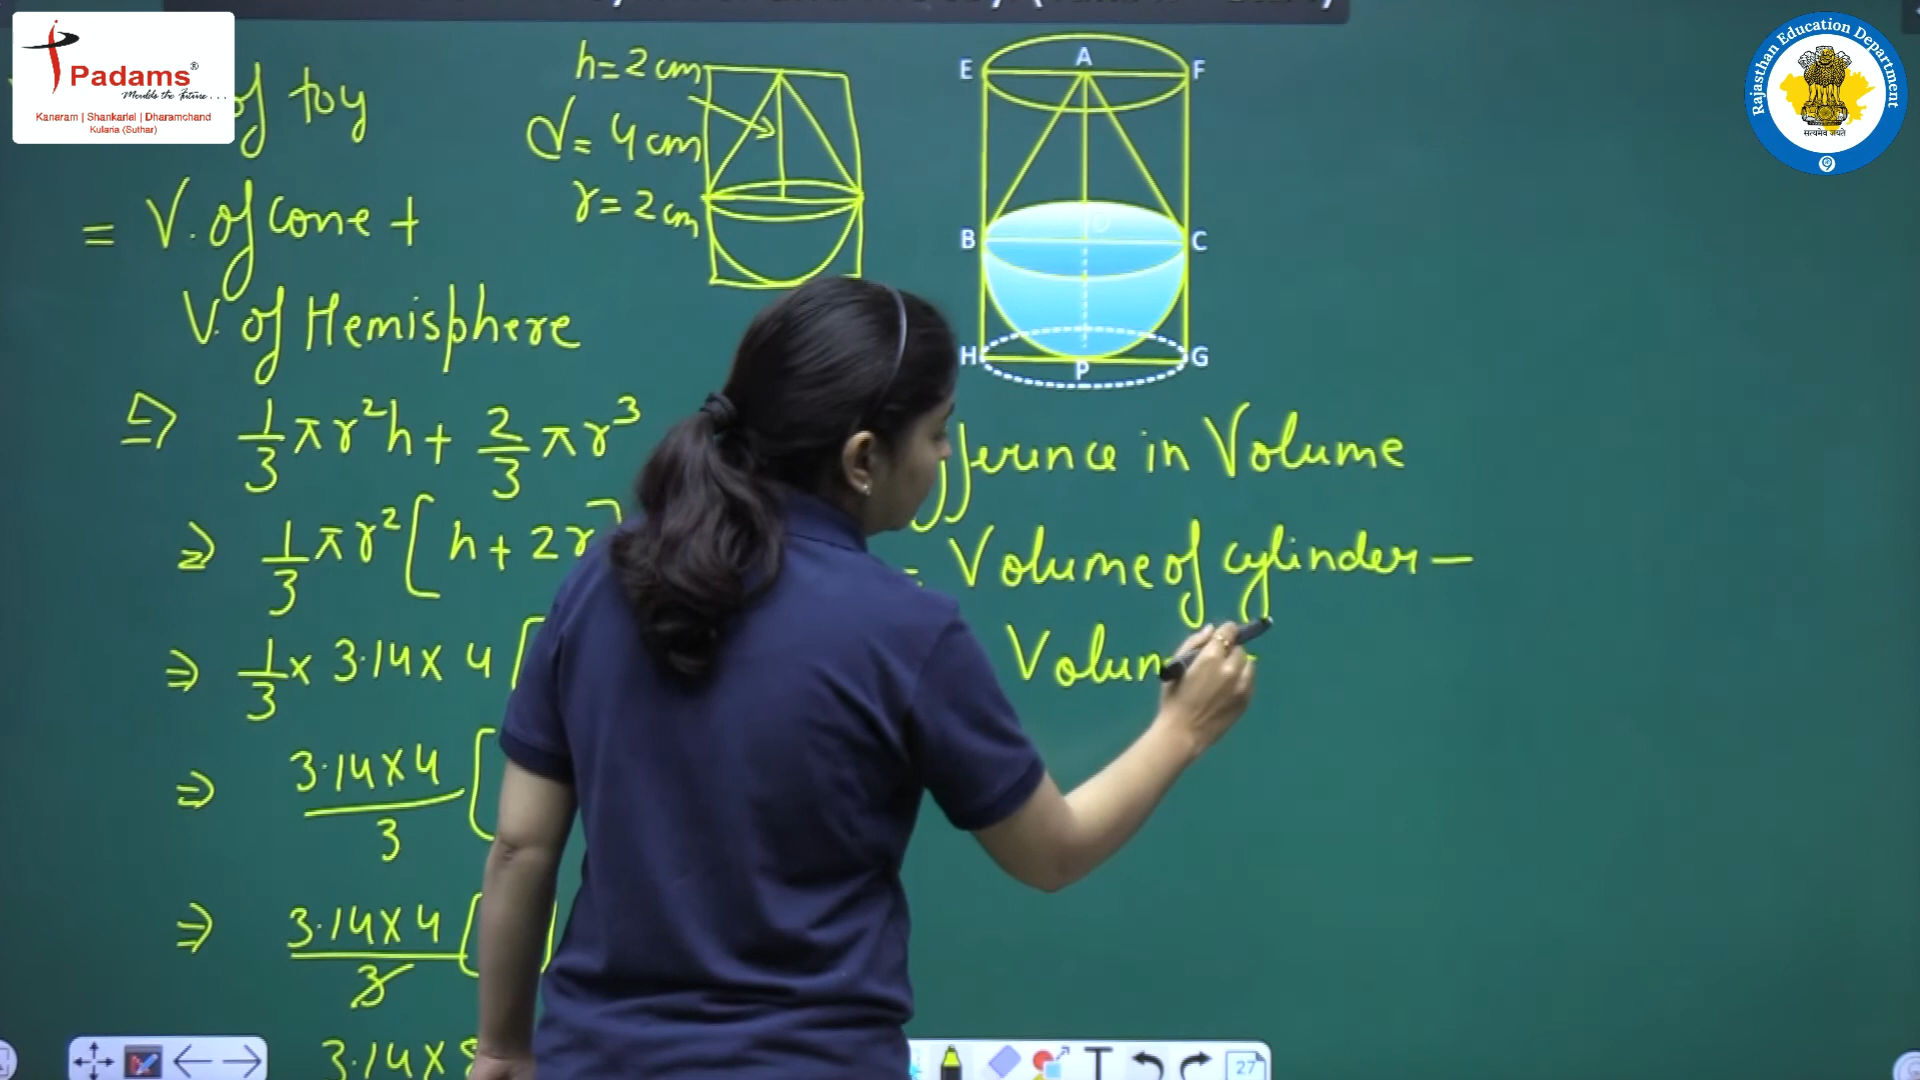 Padams®
Moulds the Future...
Kanaram | Shankarlal | Dharamchand
Kularia (Suthar)
of toy
= V. of cone +
V. of Hemisphere
⇒ 1/3 πr²h + 2/3 πr³
⇒ 1/3 πr² [h + 2r]
⇒ 1/3 × 3.14 × 4 [
⇒ 3.14 × 4 / 3 [
⇒ 3.14 × 4 / 3 [
3.14 × 8
h = 2 cm
d = 4 cm
r = 2 cm
E A F
B O C
H P G
fference in Volume
= Volume of cylinder –
Volum
Rajasthan Education Department
सत्यमेव जयते
T
27